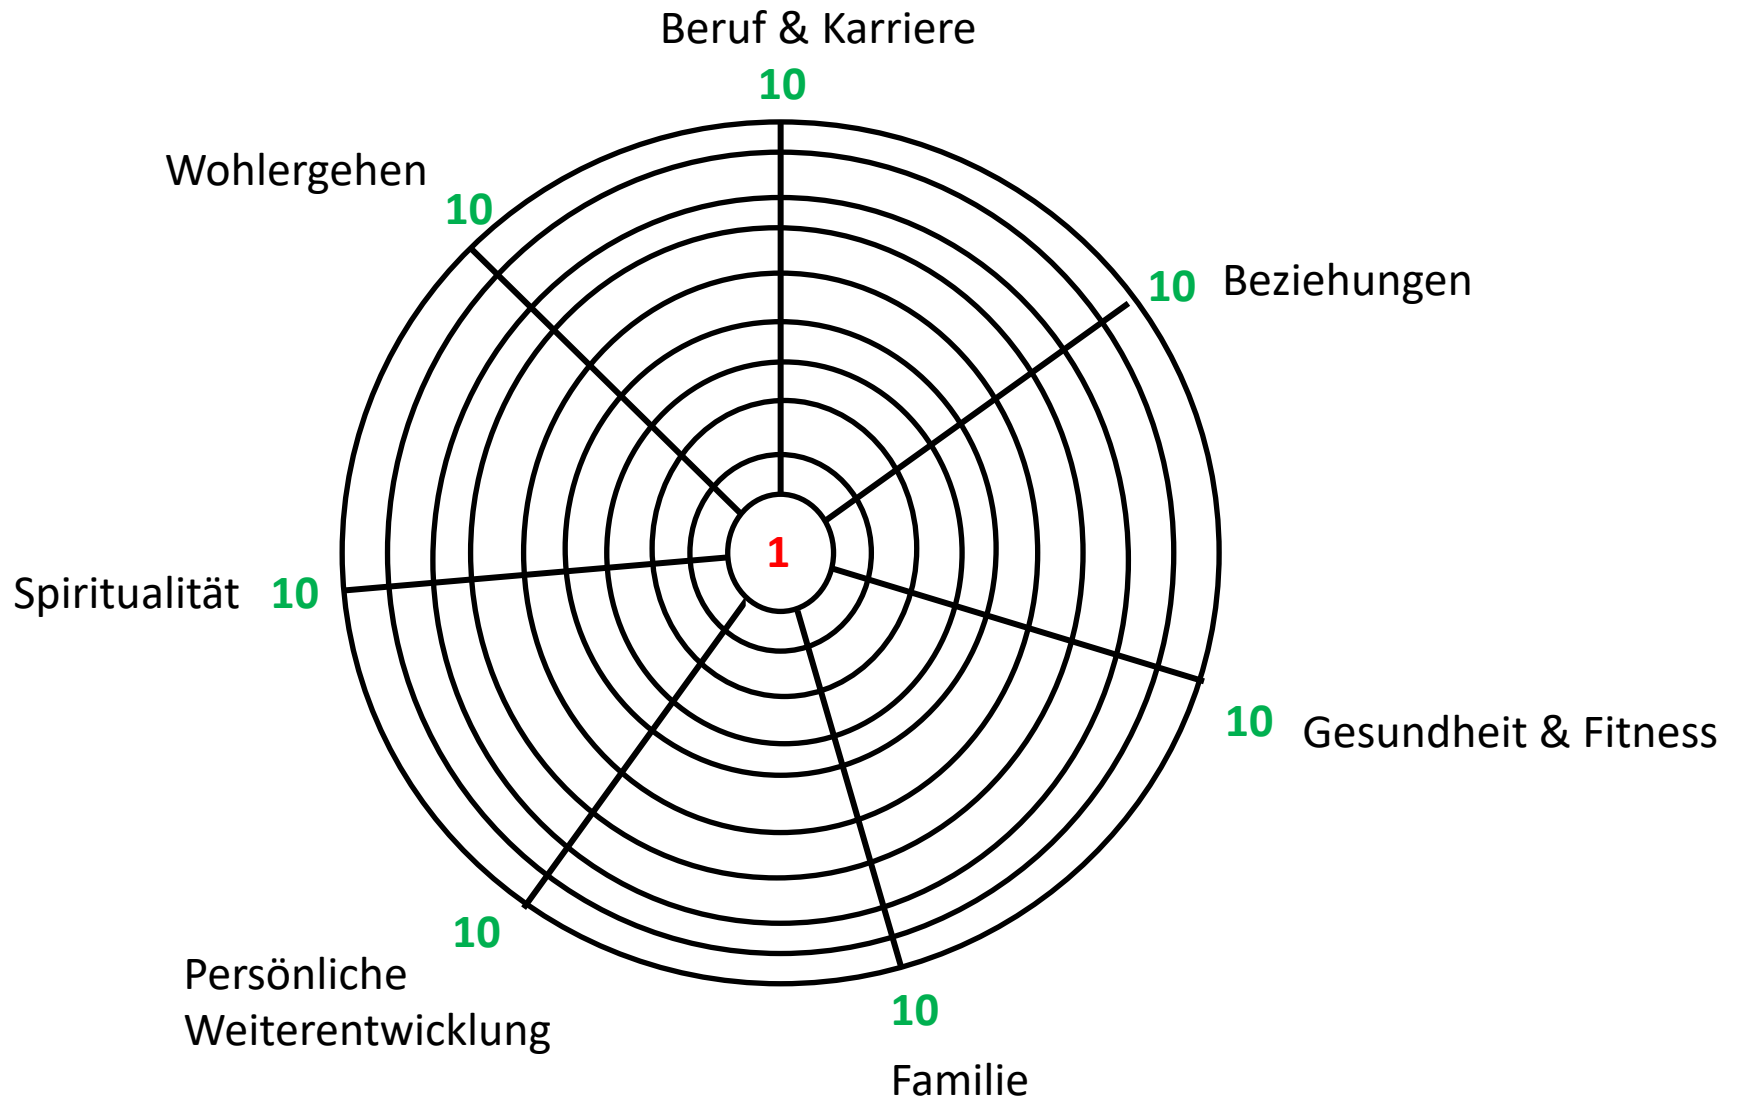 Beruf & Karriere
10
Wohlergehen
10
10 Beziehungen
1
Spiritualität 10
10 Gesundheit & Fitness
10
Persönliche
Weiterentwicklung
10
Familie